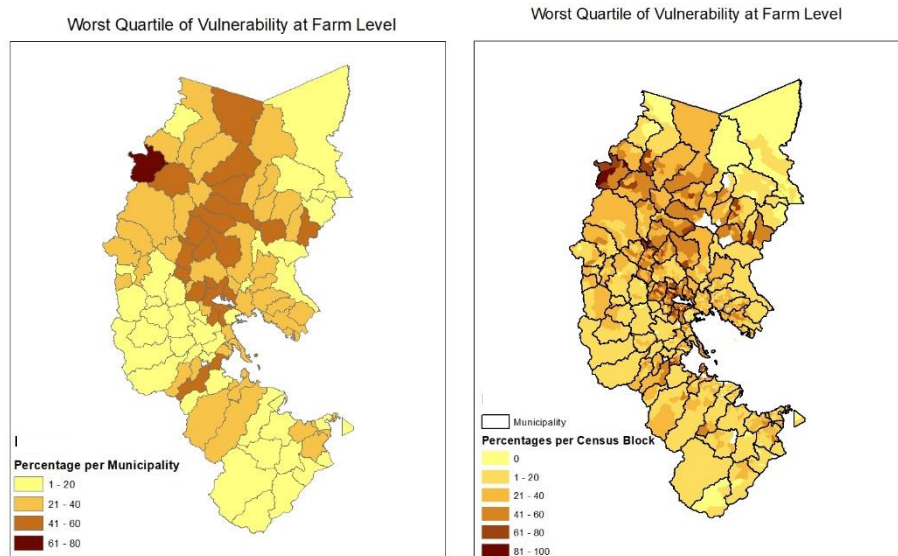 Worst Quartile of Vulnerability at Farm Level
Percentage per Municipality
1 - 20
21 - 40
41 - 60
61 - 80
Worst Quartile of Vulnerability at Farm Level
Municipality
Percentages per Census Block
0
1 - 20
21 - 40
41 - 60
61 - 80
81 - 100